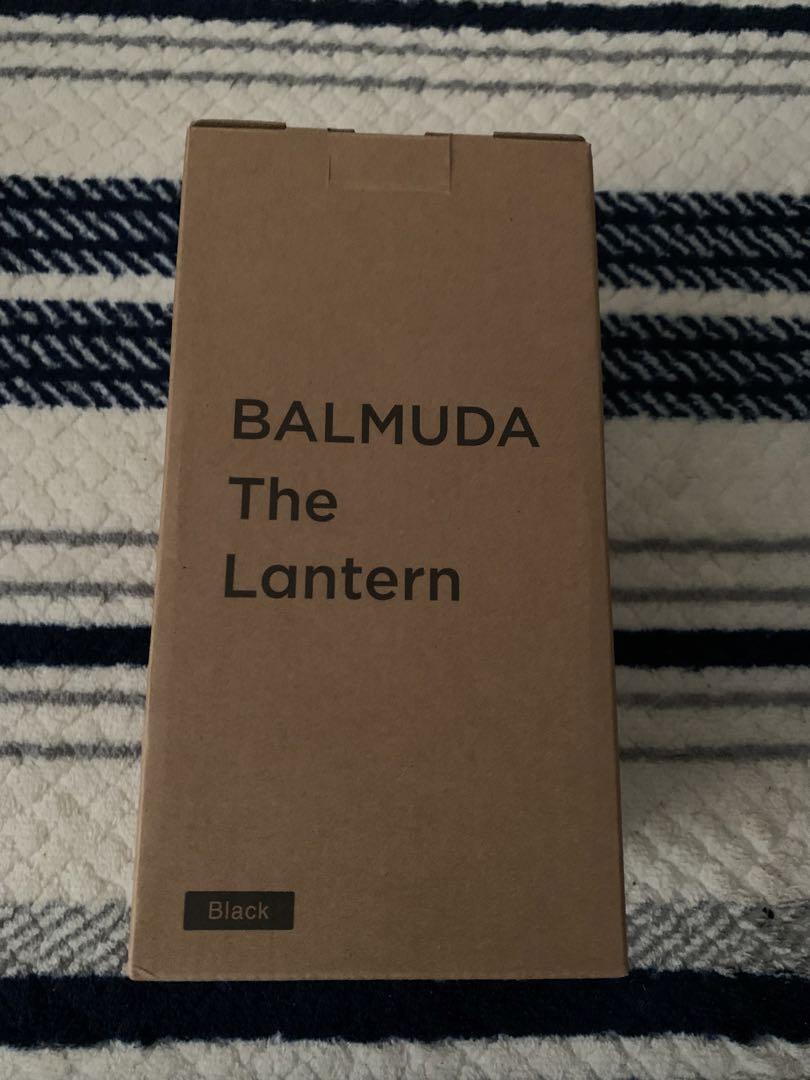 BALMUDA
The
Lantern
Black